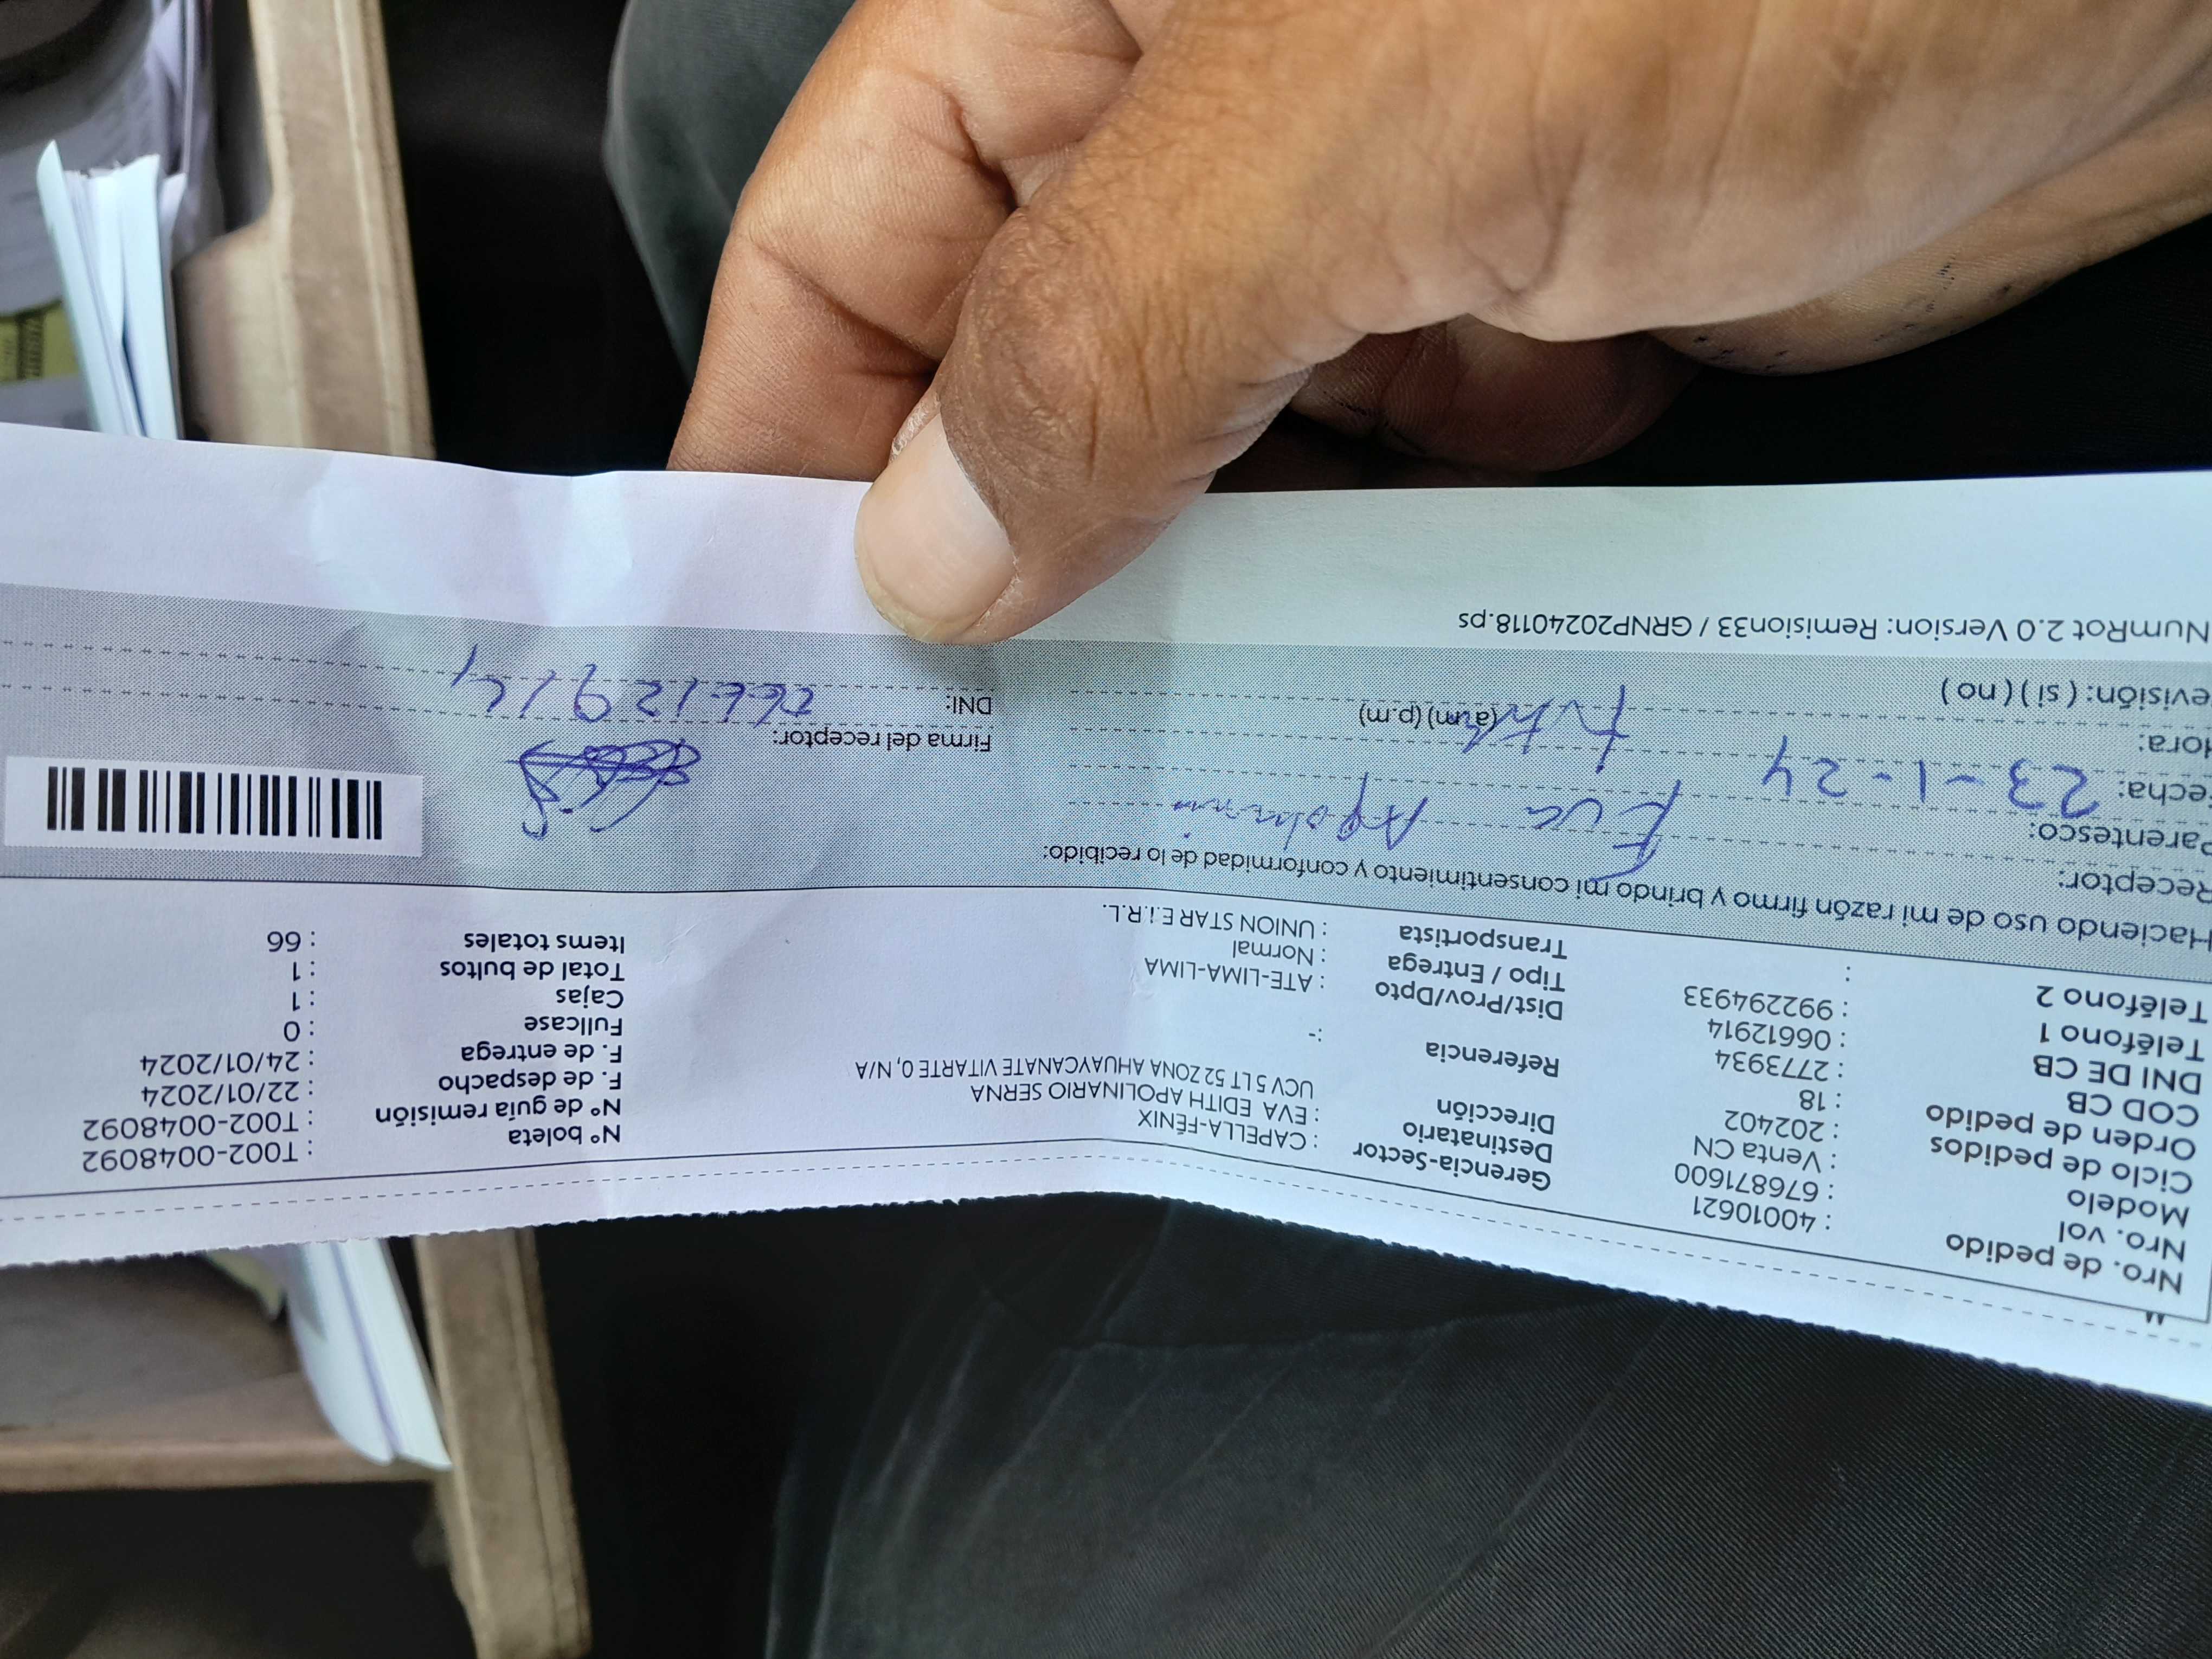 Nro. de pedido : 40010621 Gerencia-Sector : CAPELLA-FÉNIX N° boleta : T002-0048092
Nro. vol : 676871600 Destinatario : EVA EDITH APOLINARIO SERNA N° de guía remisión : T002-0048092
Modelo : Venta CN Dirección UCV 5 LT 52 ZONA AHUAYCANATE VITARTE 0, N/A F. de despacho : 22/01/2024
Ciclo de pedidos : 202402 F. de entrega : 24/01/2024
Orden de pedido : 18 Referencia :- Fullcase : 0
COD CB : 2773934 Dist/Prov/Dpto : ATE-LIMA-LIMA Cajas : 1
DNI DE CB : 06612914 Tipo / Entrega : Normal Total de bultos : 1
Teléfono 1 : 992294933 Transportista : UNION STAR E.i.R.L. Items totales : 66
Teléfono 2 :
Haciendo uso de mi razón firmo y brindo mi consentimiento y conformidad de lo recibido:
Receptor: Eva Apolinario
Parentesco:
echa: 23-1-24 Firma del receptor:
Hora: (a.m) (p.m) DNI: 06612914
evisión: ( si ) ( no )
NumRot 2.0 Version: Remision33 / GRNP20240118.ps